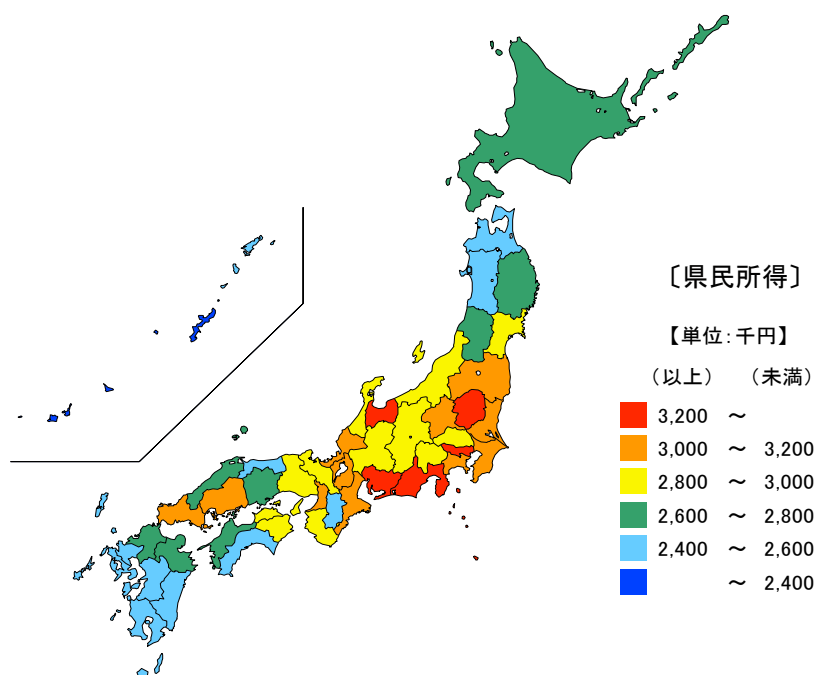 〔県民所得〕
【単位：千円】
（以上） （未満）
3,200 ～
3,000 ～ 3,200
2,800 ～ 3,000
2,600 ～ 2,800
2,400 ～ 2,600
～ 2,400